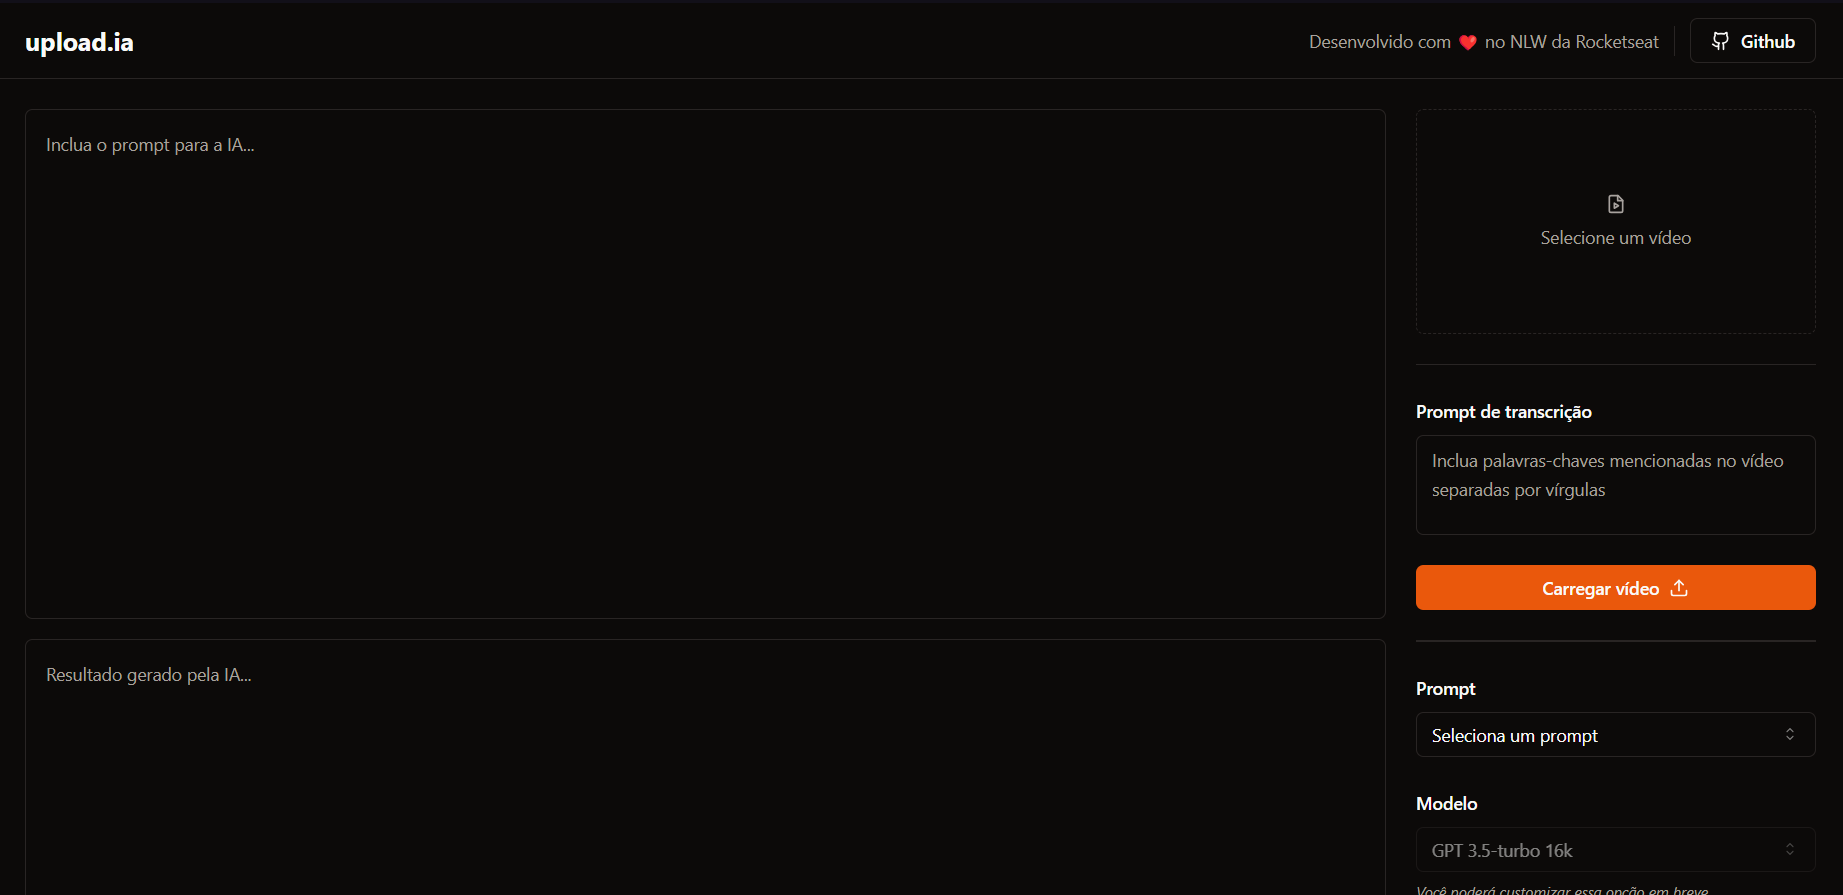 upload.ia
Desenvolvido com ❤️ no NLW da Rocketseat
Github
Inclua o prompt para a IA...
Selecione um vídeo
Prompt de transcrição
Inclua palavras-chaves mencionadas no vídeo
separadas por vírgulas
Carregar vídeo
Resultado gerado pela IA...
Prompt
Seleciona um prompt
Modelo
GPT 3.5-turbo 16k
Você poderá customizar essa opção em breve